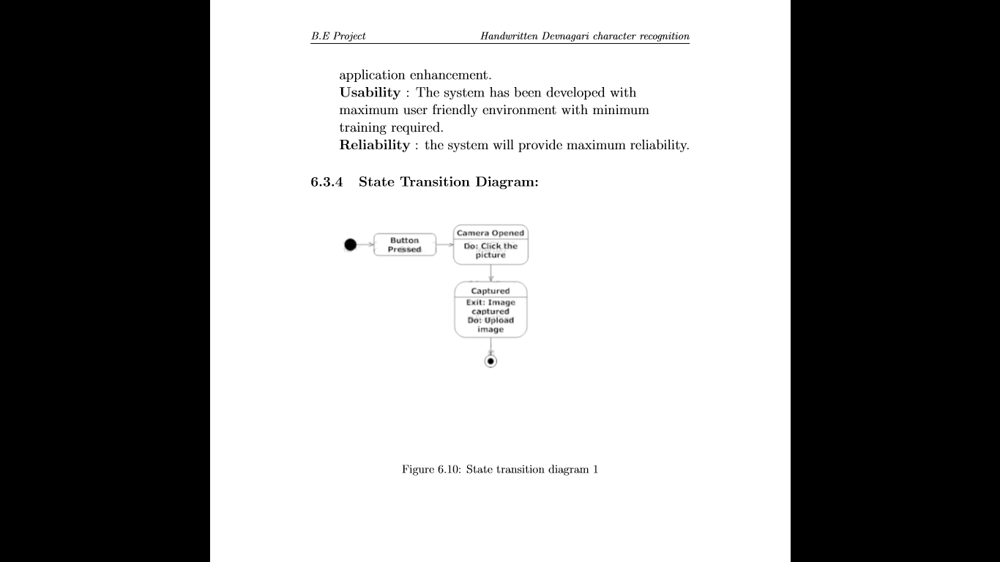 B.E Project Handwritten Devnagari character recognition
application enhancement.
Usability : The system has been developed with
maximum user friendly environment with minimum
training required.
Reliability : the system will provide maximum reliability.
6.3.4 State Transition Diagram:
Button
Pressed
Camera Opened
Do: Click the
picture
Captured
Exit: Image
captured
Do: Upload
image
Figure 6.10: State transition diagram 1